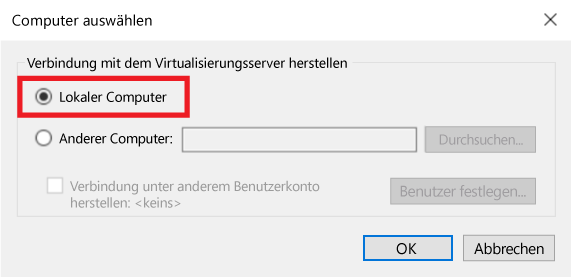 Computer auswählen
Verbindung mit dem Virtualisierungsserver herstellen
Lokaler Computer
Anderer Computer:
Durchsuchen...
Verbindung unter anderem Benutzerkonto
herstellen: <keins>
Benutzer festlegen...
OK
Abbrechen